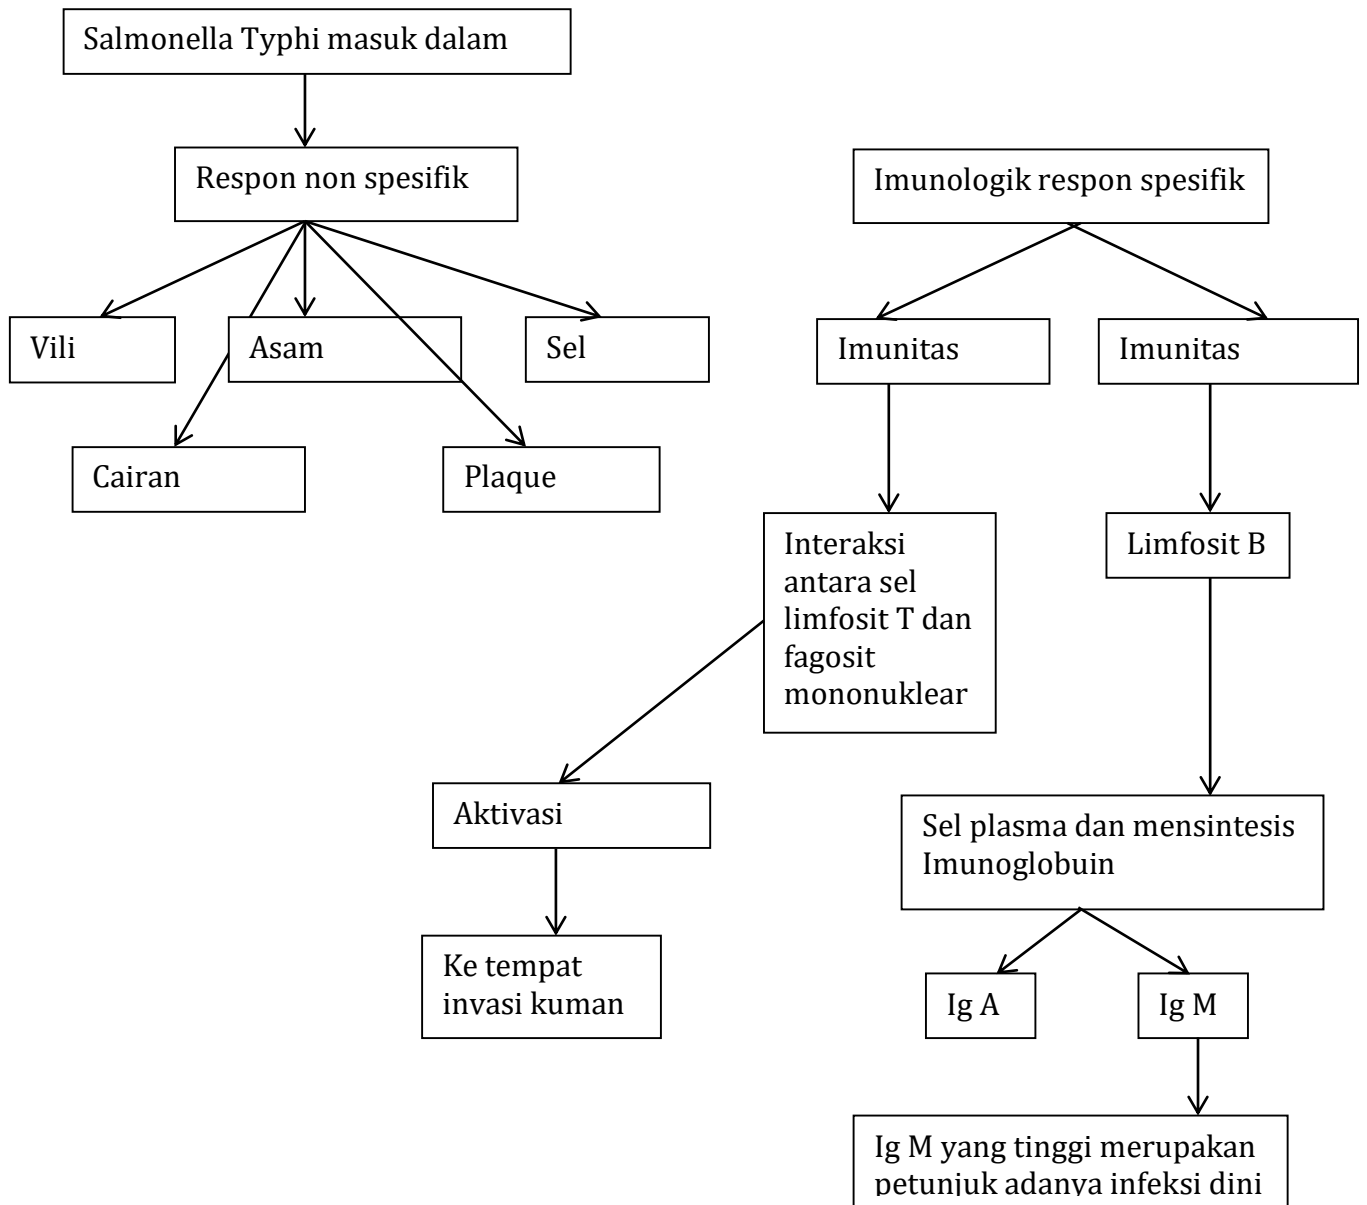 Salmonella Typhi masuk dalam
Respon non spesifik
Imunologik respon spesifik
Vili
Asam
Sel
Imunitas
Imunitas
Cairan
Plaque
Interaksi
antara sel
limfosit T dan
fagosit
mononuklear
Limfosit B
Aktivasi
Sel plasma dan mensintesis
Imunoglobuin
Ke tempat
invasi kuman
Ig A
Ig M
Ig M yang tinggi merupakan
petunjuk adanya infeksi dini